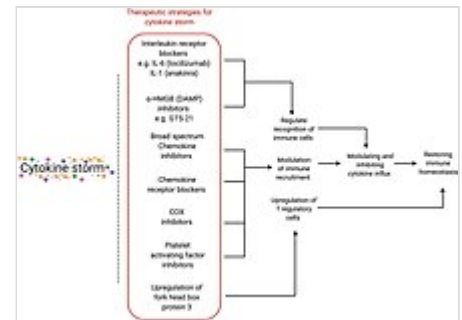 Therapeutic strategies for
cytokine storm
Interleukin receptor
blockers
e.g. IL-6 (tocilizumab)
IL-1 (anakinra)
α-HMGB (DAMP)
inhibitors
e.g. GTS-21
Broad spectrum
Chemokine
inhibitors
Chemokine
receptor blockers
COX
inhibitors
Platelet
activating factor
inhibitors
Upregulation of
fork head box
protein 3
Cytokine storm
Regulate
recognition of
immune cells
Modulation
of immune
recruitment
Upregulation of
T regulatory
cells
Modulating and
inhibiting
cytokine influx
Restoring
immune
homeostasis